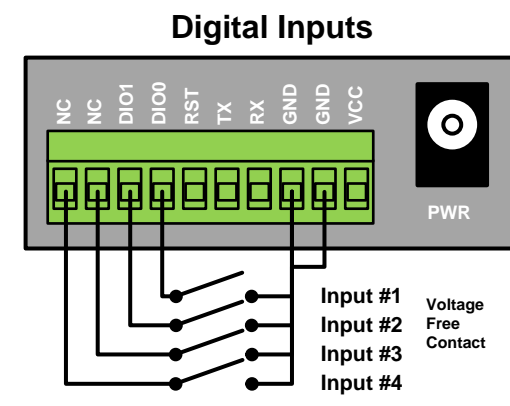 Digital Inputs
NC
NC
DIO1
DIO0
RST
TX
RX
GND
GND
VCC
PWR
Input #1
Input #2
Input #3
Input #4
Voltage
Free
Contact